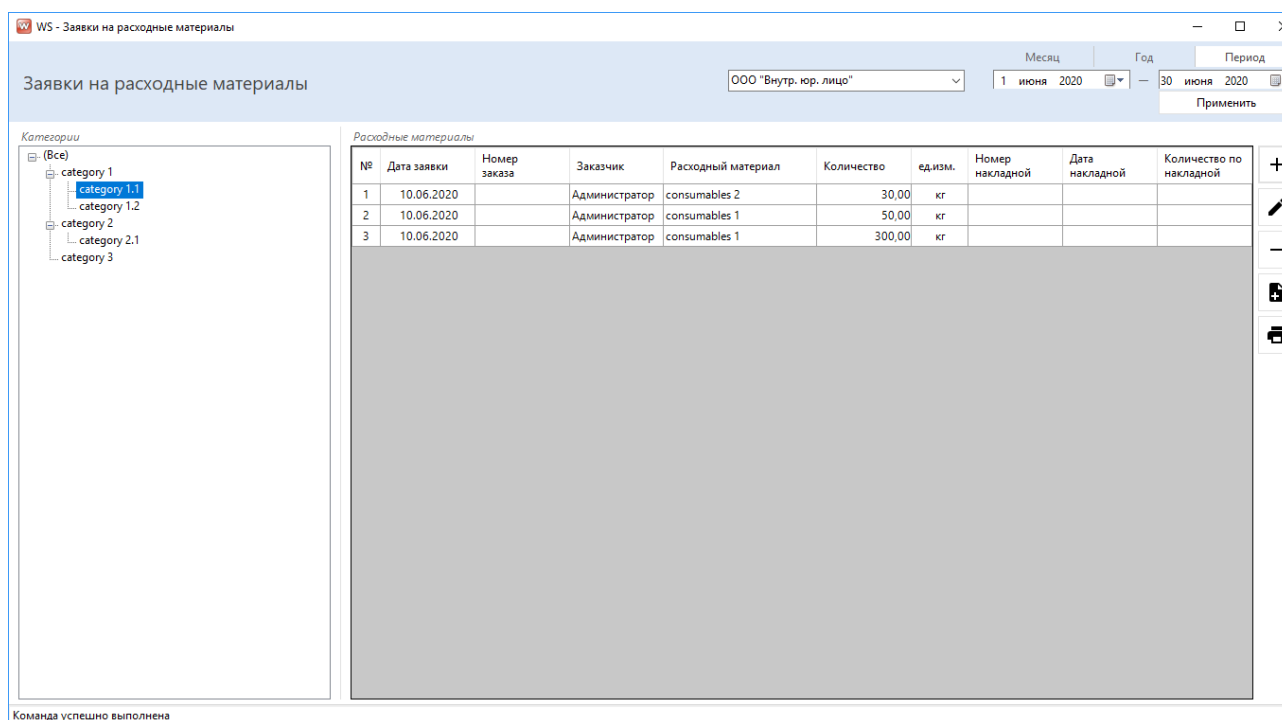 WS - Заявки на расходные материалы
Месяц Год Период
Заявки на расходные материалы
ООО "Внутр. юр. лицо"
1 июня 2020 — 30 июня 2020
Применить
Категории
(Все)
category 1
category 1.1
category 1.2
category 2
category 2.1
category 3
Расходные материалы
№ Дата заявки Номер заказа Заказчик Расходный материал Количество ед.изм. Номер накладной Дата накладной Количество по накладной
1 10.06.2020 Администратор consumables 2 30,00 кг
2 10.06.2020 Администратор consumables 1 50,00 кг
3 10.06.2020 Администратор consumables 1 300,00 кг
Команда успешно выполнена